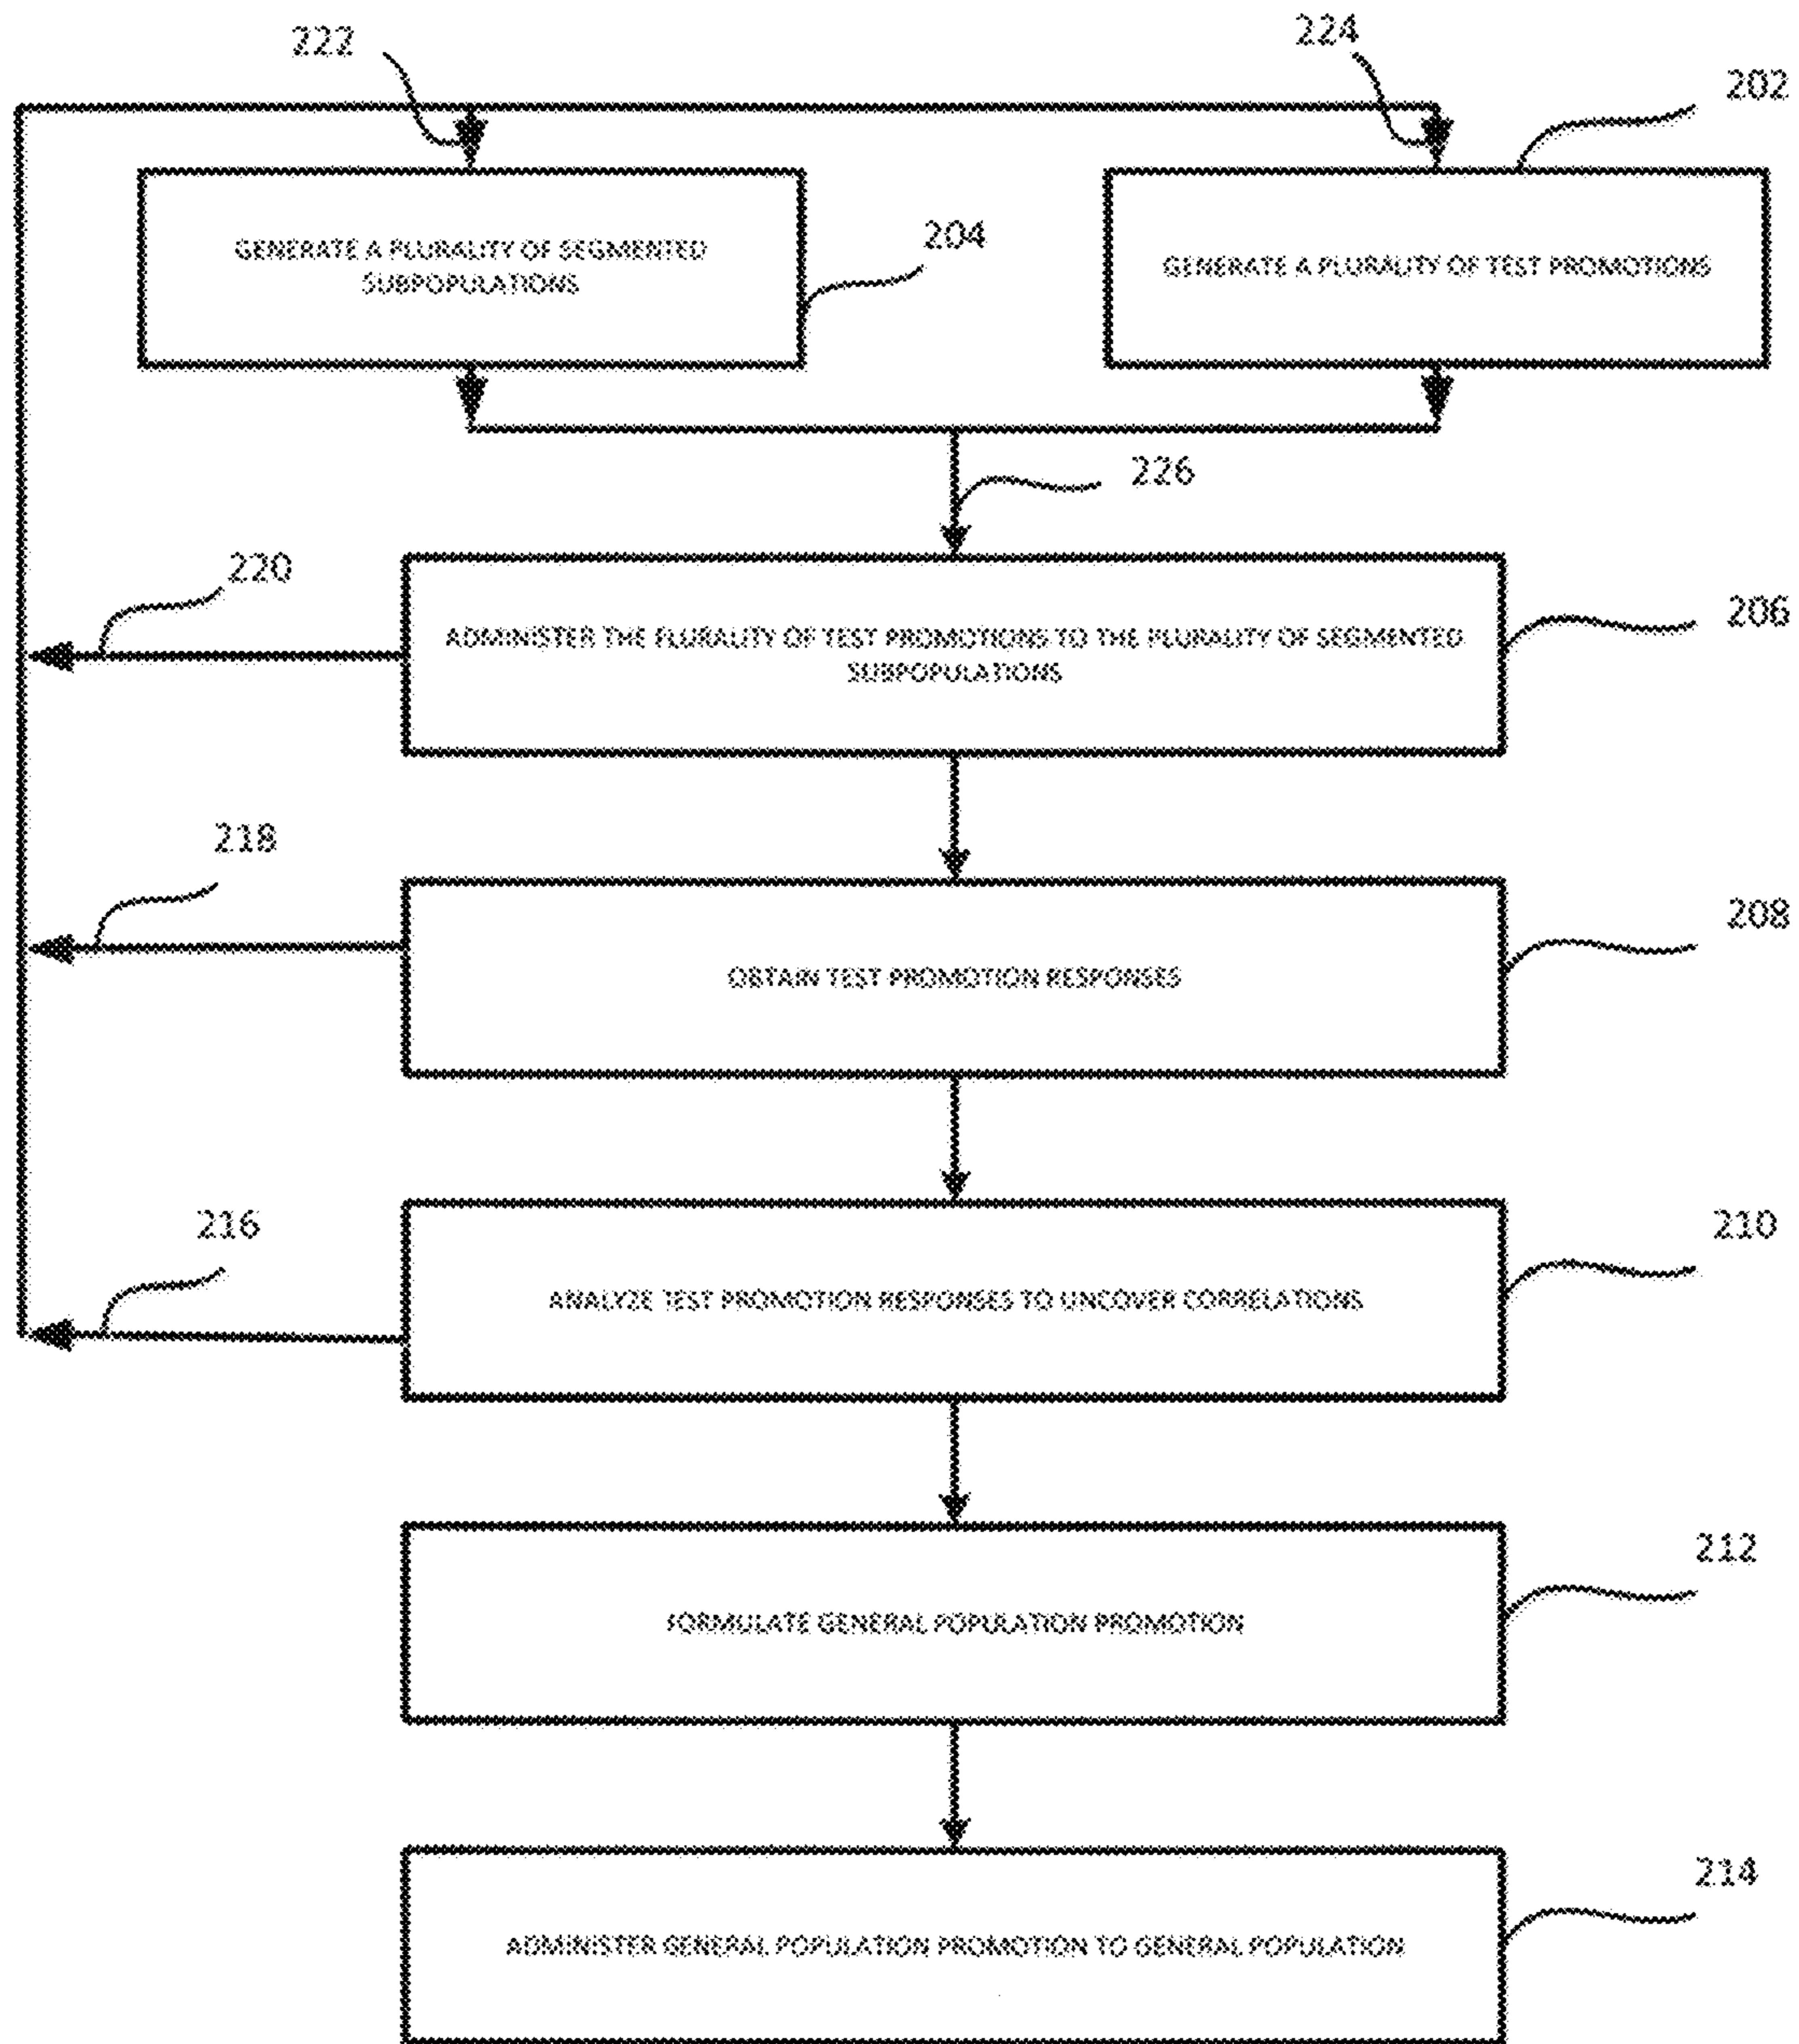 222
224
202
GENERATE A PLURALITY OF SEGMENTED
SUBPOPULATIONS
204
GENERATE A PLURALITY OF TEST PROMOTIONS
226
220
ADMINISTER THE PLURALITY OF TEST PROMOTIONS TO THE PLURALITY OF SEGMENTED
SUBPOPULATIONS
206
218
208
OBTAIN TEST PROMOTION RESPONSES
216
210
ANALYZE TEST PROMOTION RESPONSES TO UNCOVER CORRELATIONS
212
FORMULATE GENERAL POPULATION PROMOTION
214
ADMINISTER GENERAL POPULATION PROMOTION TO GENERAL POPULATION